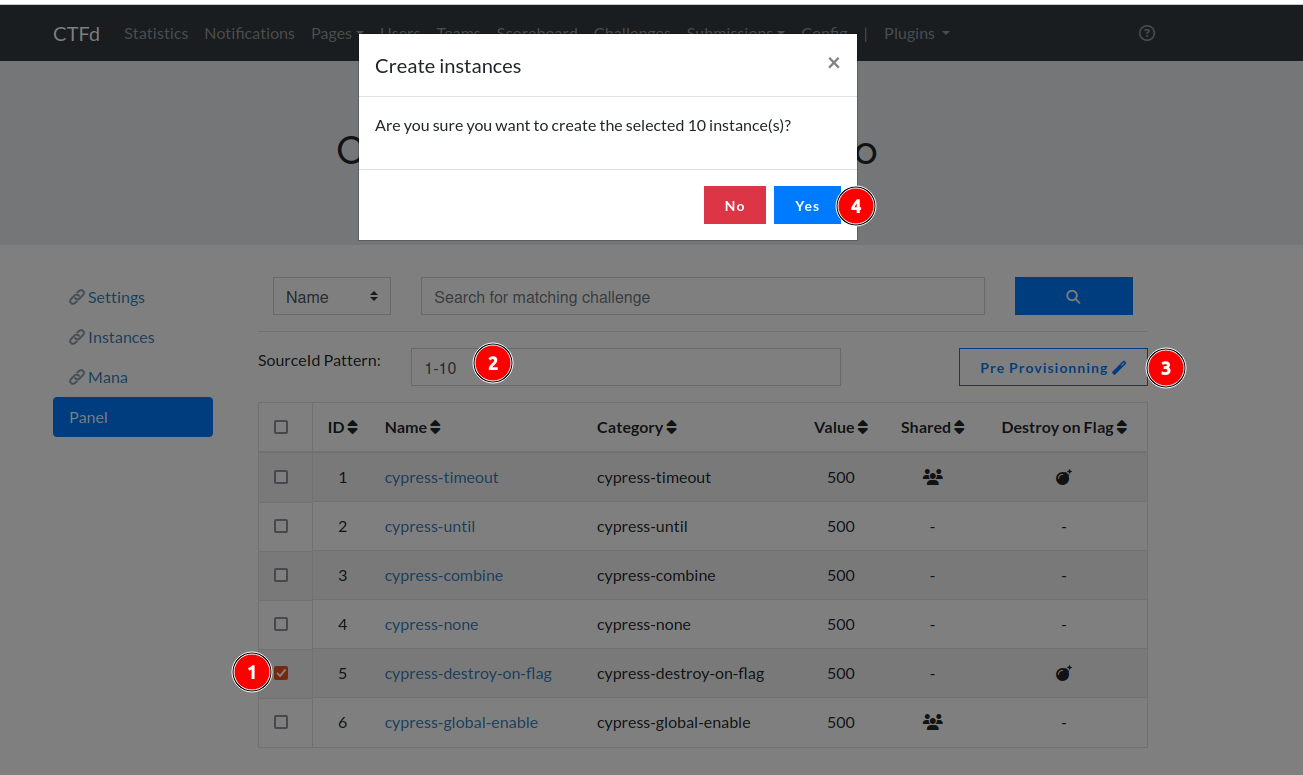 CTFd Statistics Notifications Pages Users Teams Scoreboard Challenges Submissions Config | Plugins
Create instances ×
Are you sure you want to create the selected 10 instance(s)?
No Yes 4
Settings
Name Search for matching challenge
Instances
SourceId Pattern: 1-10 2 Pre Provisionning 3
Mana
Panel
ID Name Category Value Shared Destroy on Flag
1 cypress-timeout cypress-timeout 500
2 cypress-until cypress-until 500 - -
3 cypress-combine cypress-combine 500 - -
4 cypress-none cypress-none 500 - -
1 5 cypress-destroy-on-flag cypress-destroy-on-flag 500 -
6 cypress-global-enable cypress-global-enable 500 -